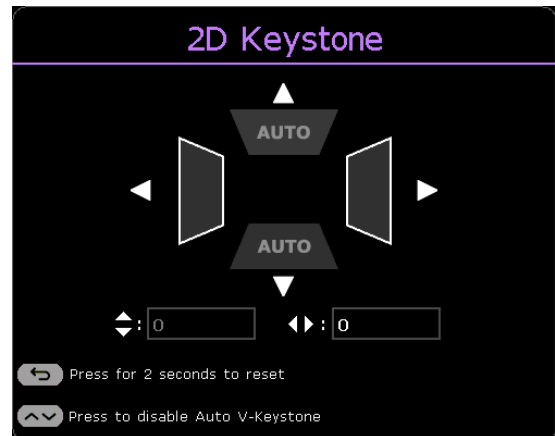 2D Keystone
AUTO
AUTO
: 0 : 0
Press for 2 seconds to reset
Press to disable Auto V-Keystone